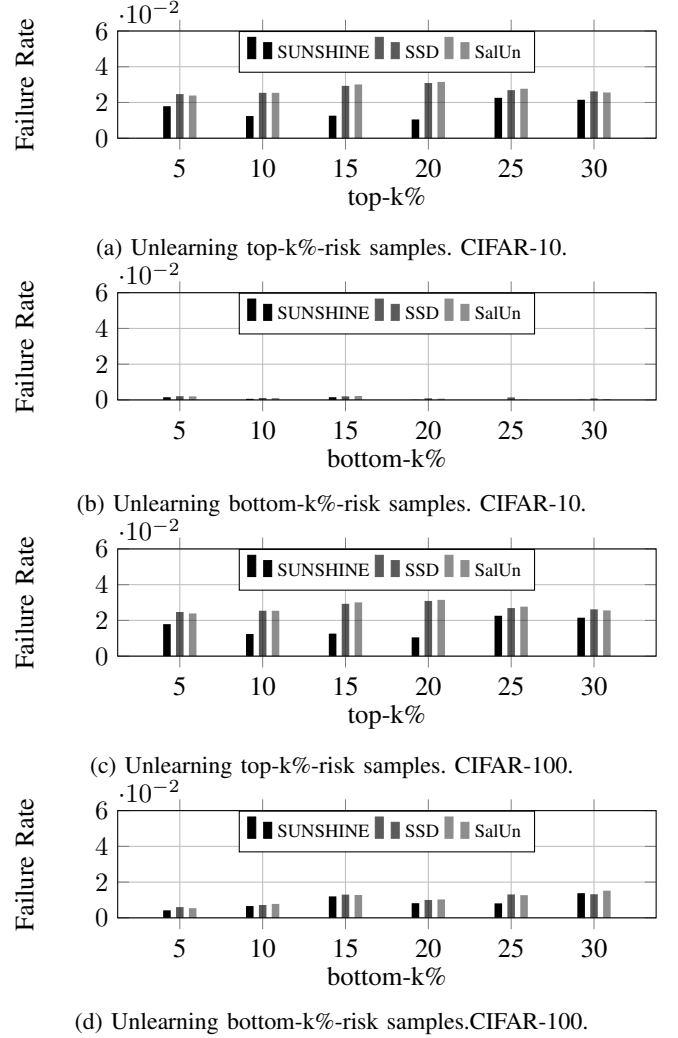 ·10−2
Failure Rate
6
4
2
0
SUNSHINE SSD SalUn
5 10 15 20 25 30
top-k%
(a) Unlearning top-k%-risk samples. CIFAR-10.
·10−2
Failure Rate
6
4
2
0
SUNSHINE SSD SalUn
5 10 15 20 25 30
bottom-k%
(b) Unlearning bottom-k%-risk samples. CIFAR-10.
·10−2
Failure Rate
6
4
2
0
SUNSHINE SSD SalUn
5 10 15 20 25 30
top-k%
(c) Unlearning top-k%-risk samples. CIFAR-100.
·10−2
Failure Rate
6
4
2
0
SUNSHINE SSD SalUn
5 10 15 20 25 30
bottom-k%
(d) Unlearning bottom-k%-risk samples.CIFAR-100.